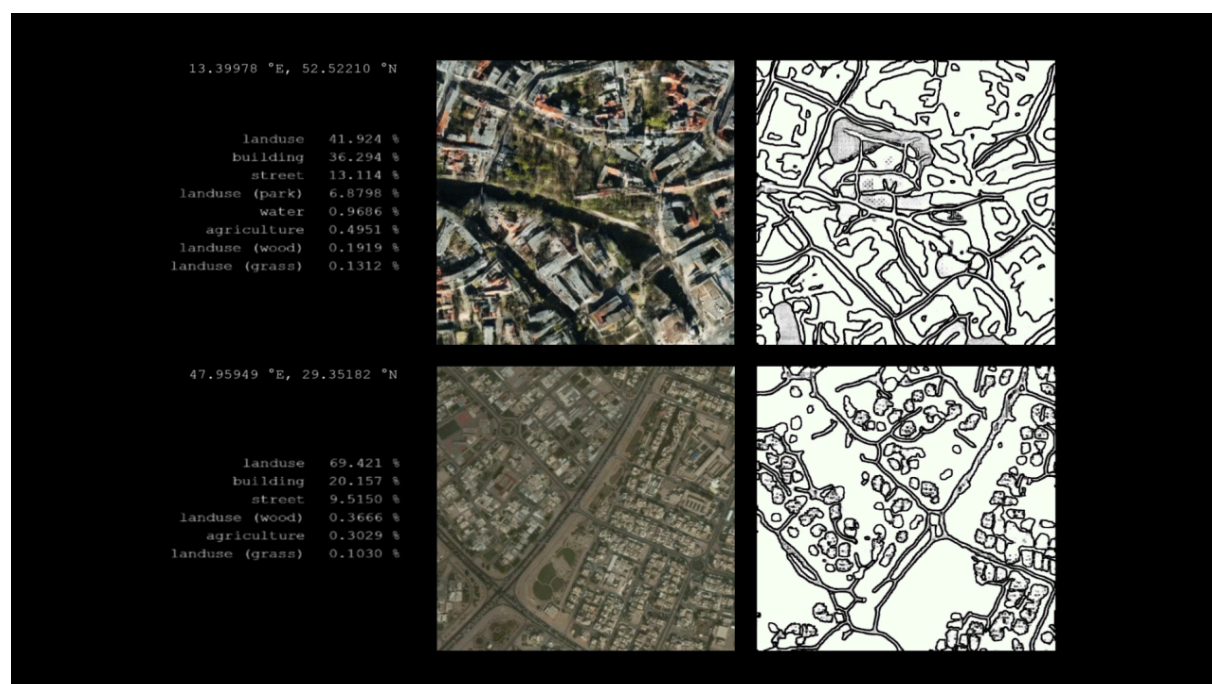 13.39978 °E, 52.52210 °N
landuse 41.924 %
building 36.294 %
street 13.114 %
landuse (park) 6.8798 %
water 0.9686 %
agriculture 0.4951 %
landuse (wood) 0.1919 %
landuse (grass) 0.1312 %
47.95949 °E, 29.35182 °N
landuse 69.421 %
building 20.157 %
street 9.5150 %
landuse (wood) 0.3666 %
agriculture 0.3029 %
landuse (grass) 0.1030 %